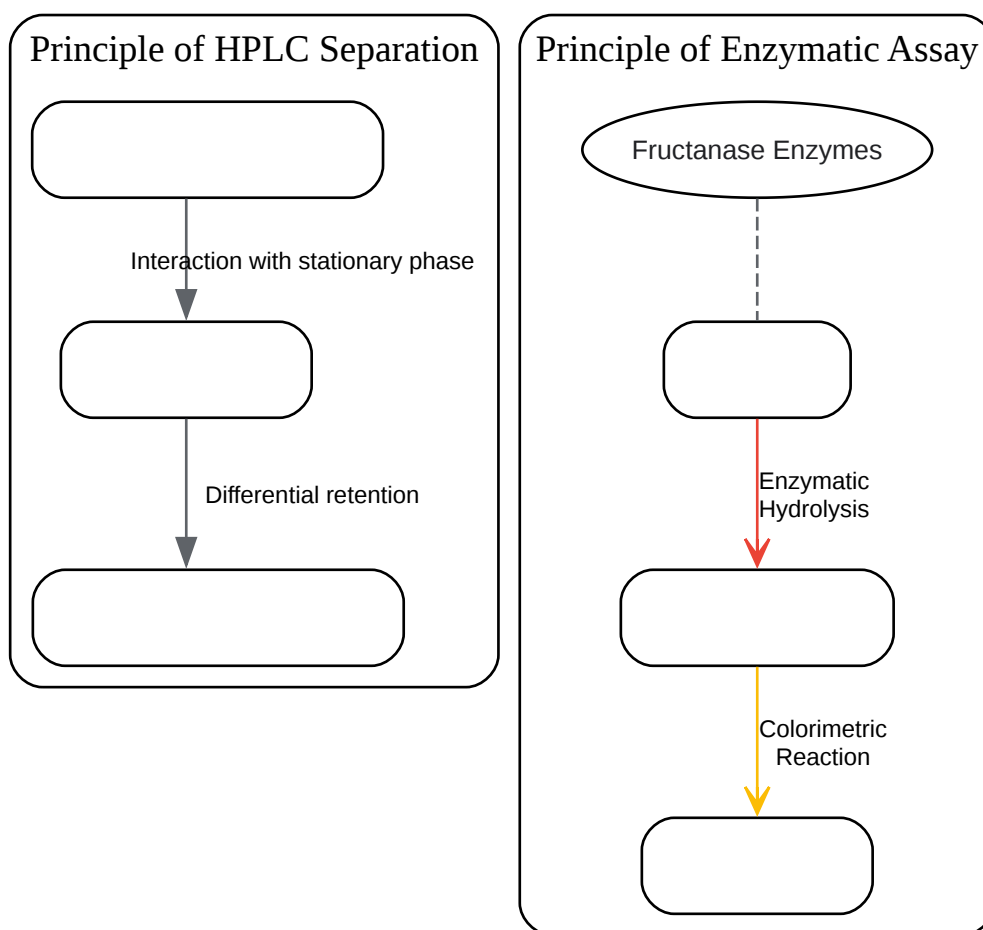 Principle of HPLC Separation
Interaction with stationary phase
Differential retention
Principle of Enzymatic Assay
Fructanase Enzymes
Enzymatic
Hydrolysis
Colorimetric
Reaction